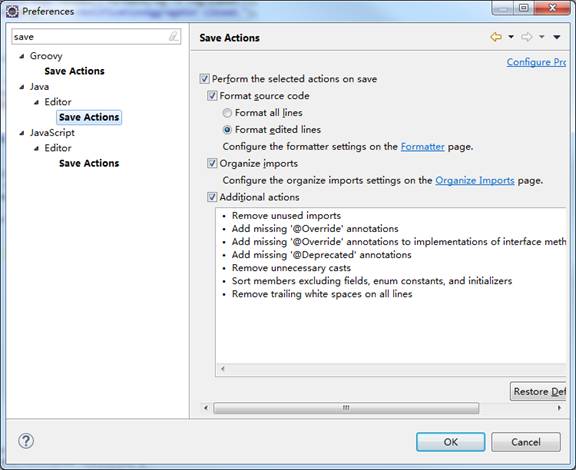 Preferences
save
Groovy
Save Actions
Java
Editor
Save Actions
JavaScript
Editor
Save Actions
Save Actions
Configure Pro
Perform the selected actions on save
Format source code
Format all lines
Format edited lines
Configure the formatter settings on the Formatter page.
Organize imports
Configure the organize imports settings on the Organize Imports page.
Additional actions
• Remove unused imports
• Add missing '@Override' annotations
• Add missing '@Override' annotations to implementations of interface meth
• Add missing '@Deprecated' annotations
• Remove unnecessary casts
• Sort members excluding fields, enum constants, and initializers
• Remove trailing white spaces on all lines
Restore Def
OK
Cancel